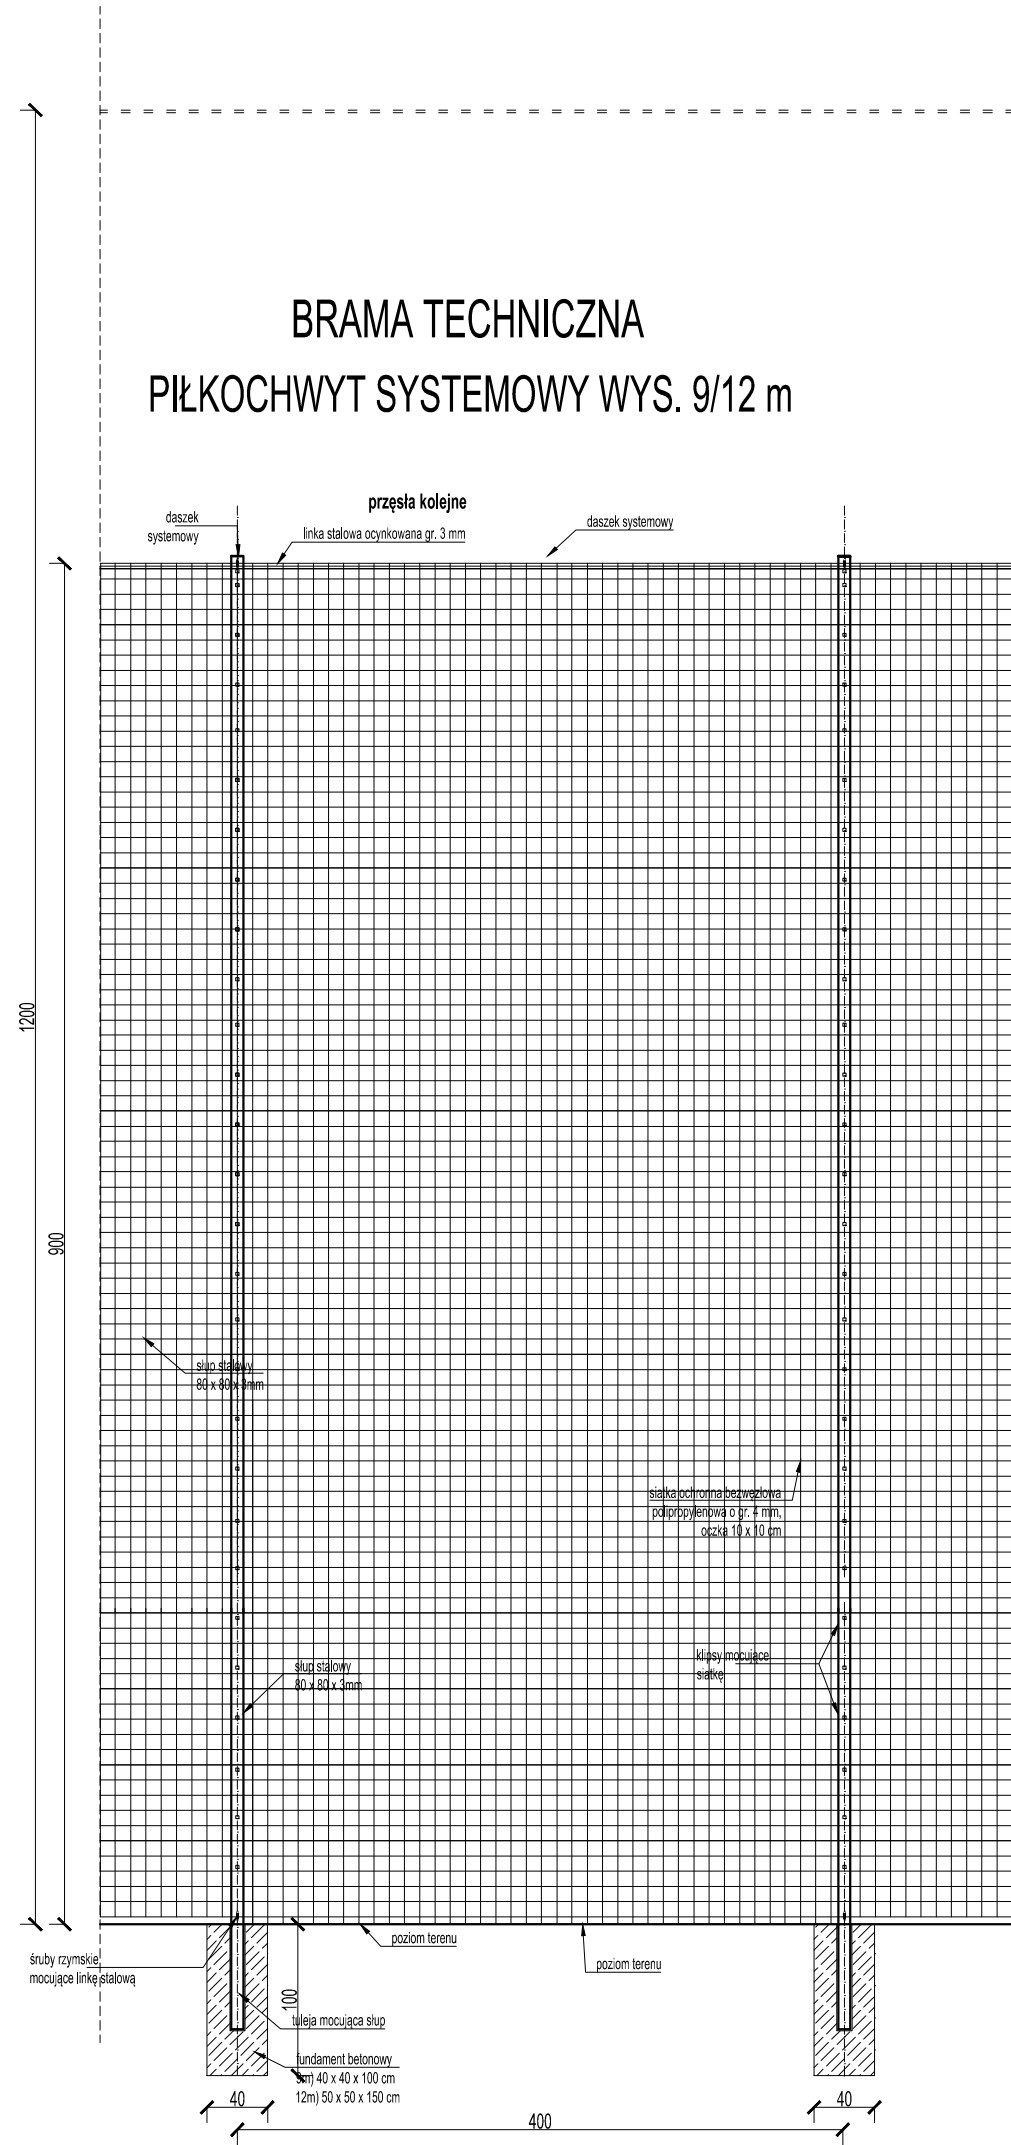 BRAMA TECHNICZNA
PIŁKOCHWYT SYSTEMOWY WYS. 9/12 m
przęsła kolejne
daszek
systemowy
linka stalowa ocynkowana gr. 3 mm
daszek systemowy
1200
900
słup stalowy
80 x 80 x 3mm
siatka ochronna bezwęzłowa
polipropylenowa o gr. 4 mm,
oczka 10 x 10 cm
klipsy mocujące
siatkę
słup stalowy
80 x 80 x 3mm
poziom terenu
poziom terenu
śruby rzymskie
mocujące linkę stalową
100
tuleja mocująca słup
fundament betonowy
9m) 40 x 40 x 100 cm
12m) 50 x 50 x 150 cm
40
40
400